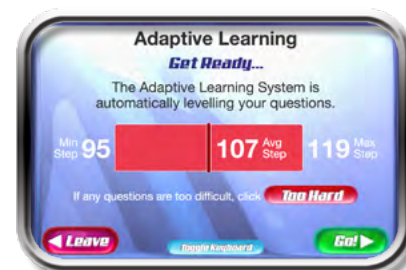 Adaptive Learning
Get Ready...
The Adaptive Learning System is
automatically levelling your questions.
Min Step 95 107 Avg Step 119 Max Step
If any questions are too difficult, click Too Hard
Leave Toggle Keyboard Go!